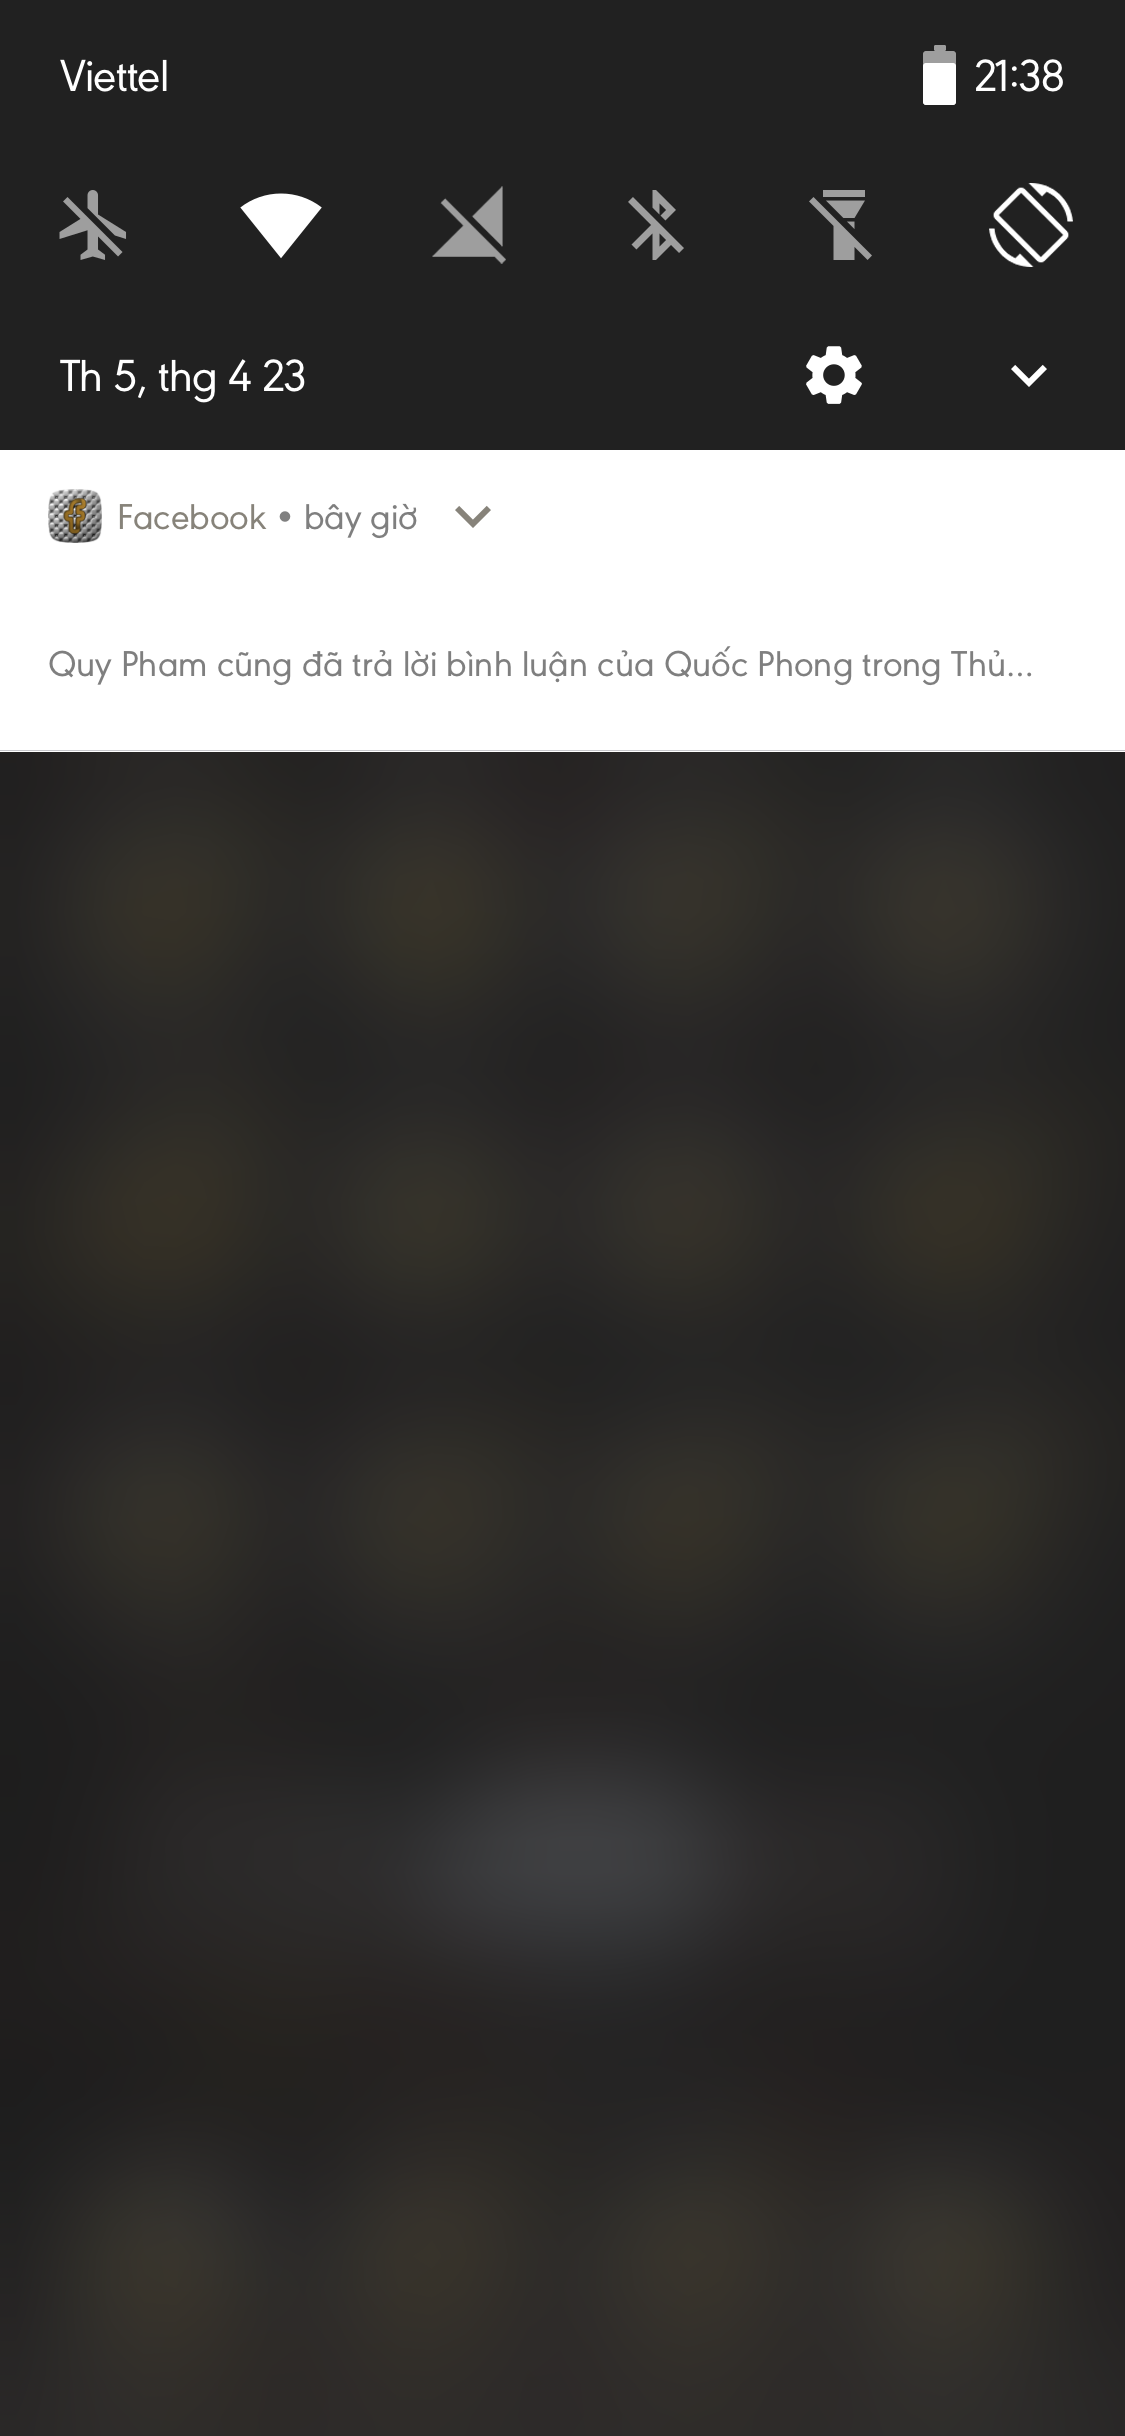 Viettel
21:38
Th 5, thg 4 23
Facebook • bây giờ
Quy Pham cũng đã trả lời bình luận của Quốc Phong trong Thủ...